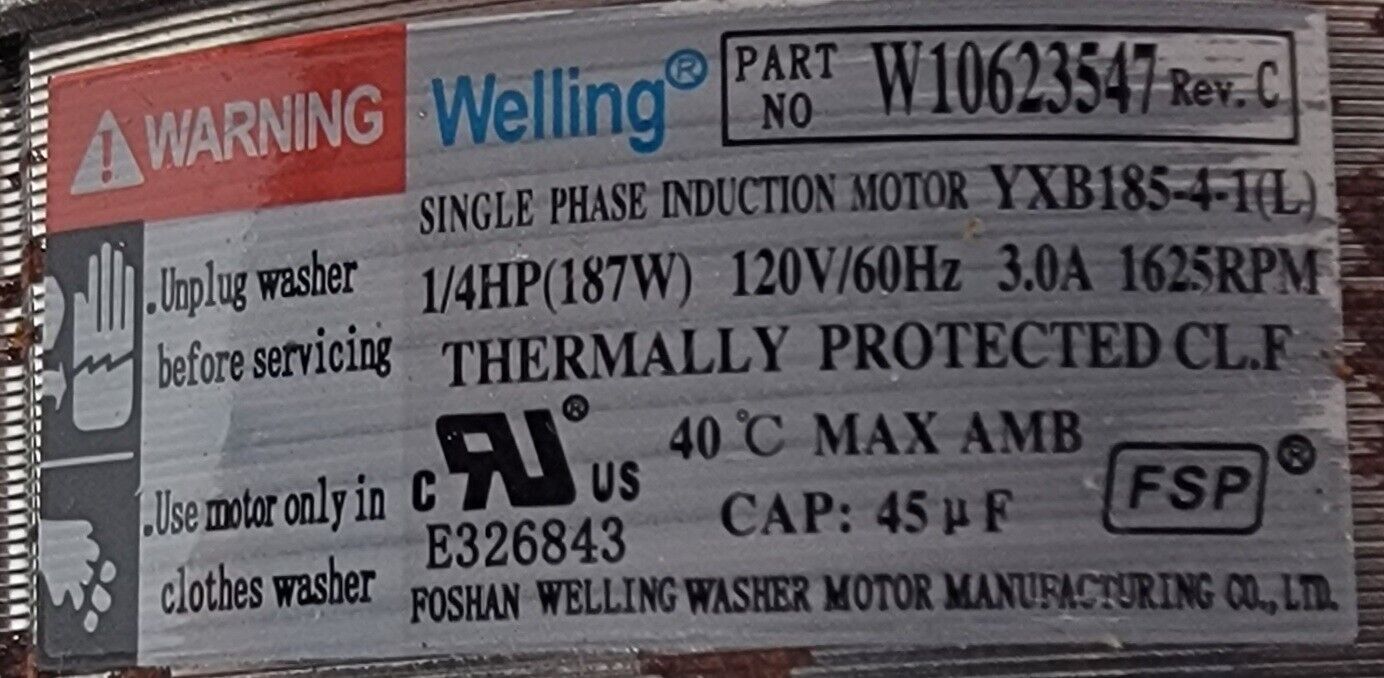 WARNING
Welling®
PART NO W10623547 Rev. C
SINGLE PHASE INDUCTION MOTOR YXB185-4-1(L)
1/4HP(187W) 120V/60Hz 3.0A 1625RPM
THERMALLY PROTECTED CL.F
.Unplug washer
before servicing
40℃ MAX AMB
CAP: 45μF
C RU® US
E326843
FSP®
.Use motor only in
clothes washer
FOSHAN WELLING WASHER MOTOR MANUFACTURING CO., LTD.